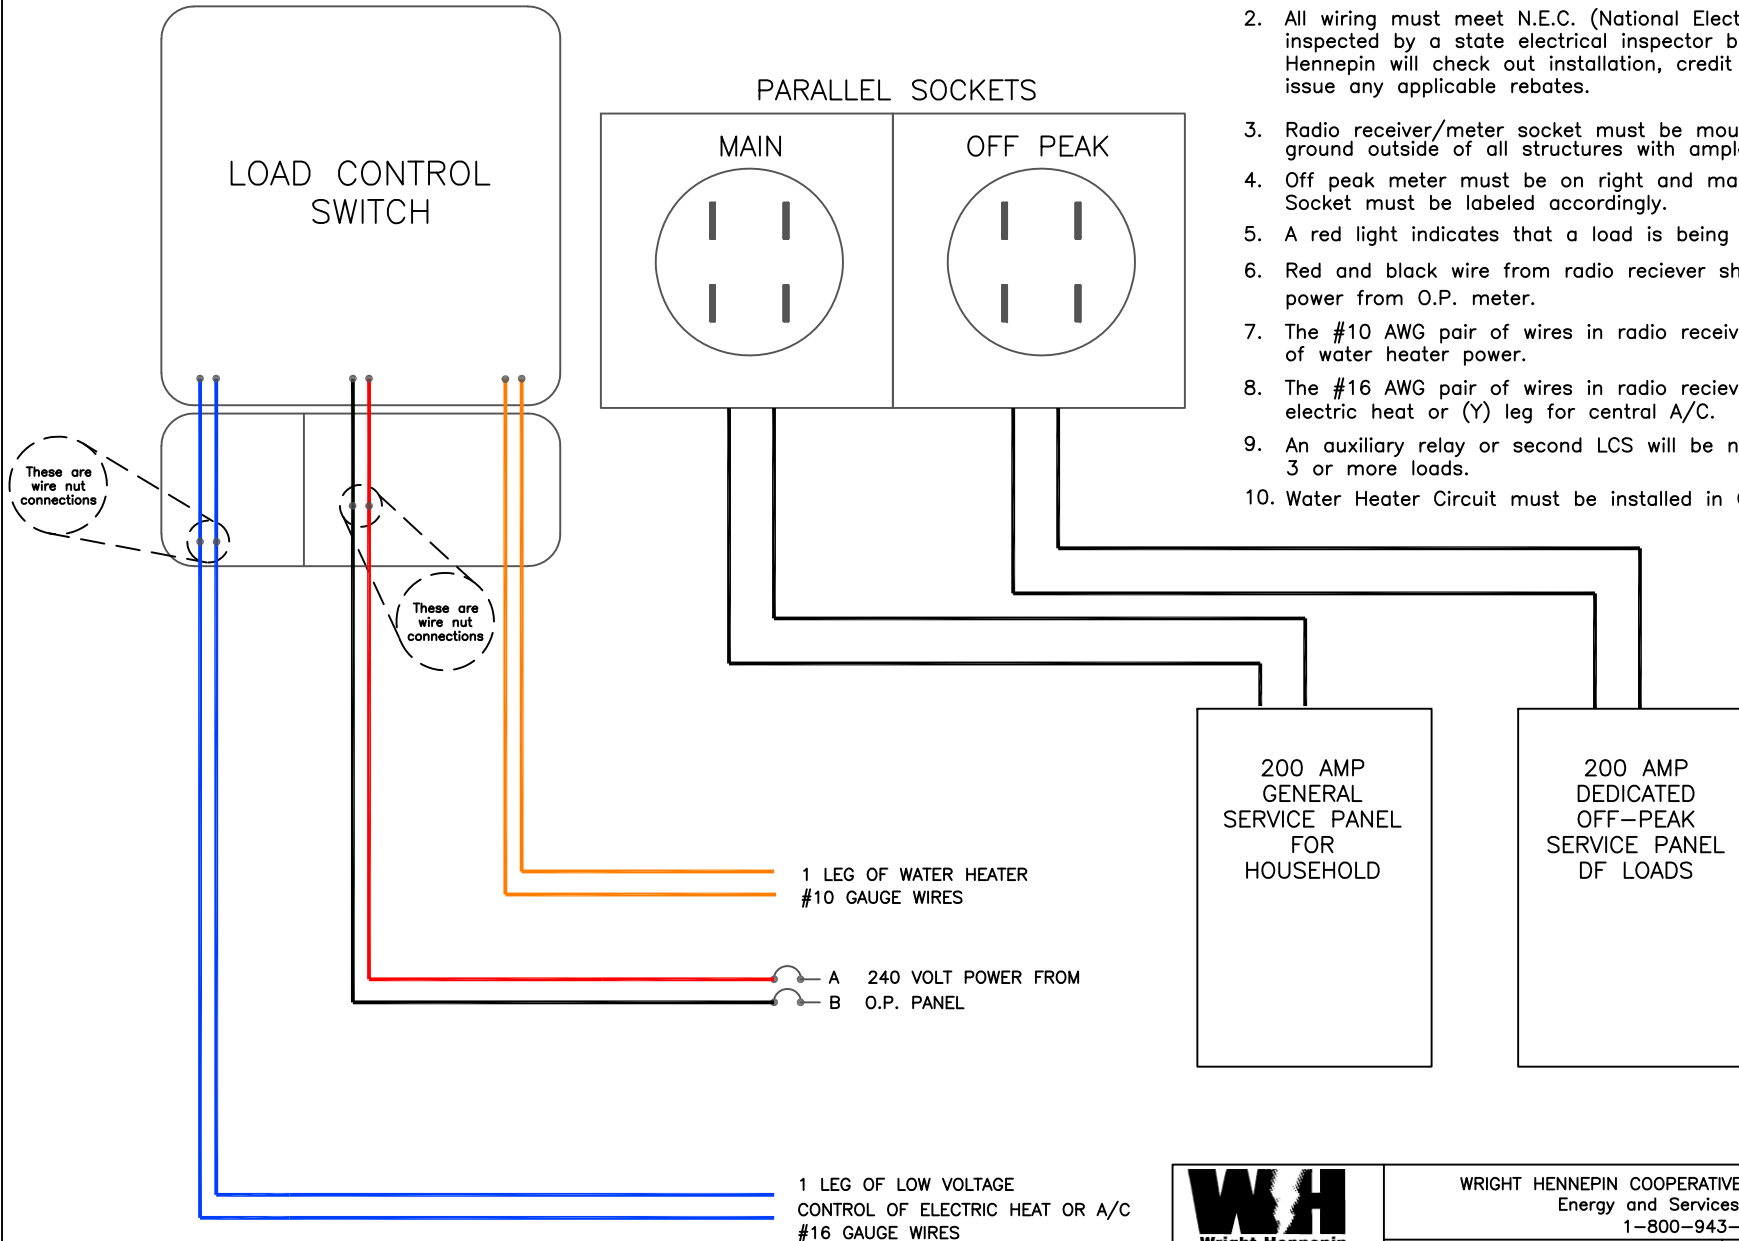 LOAD CONTROL
SWITCH
These are
wire nut
connections
These are
wire nut
connections
PARALLEL SOCKETS
MAIN
OFF PEAK
2. All wiring must meet N.E.C. (National Elect
inspected by a state electrical inspector b
Hennepin will check out installation, credit
issue any applicable rebates.
3. Radio receiver/meter socket must be mou
ground outside of all structures with ampl
4. Off peak meter must be on right and ma
Socket must be labeled accordingly.
5. A red light indicates that a load is being
6. Red and black wire from radio reciever sh
power from O.P. meter.
7. The #10 AWG pair of wires in radio receiv
of water heater power.
8. The #16 AWG pair of wires in radio reciev
electric heat or (Y) leg for central A/C.
9. An auxiliary relay or second LCS will be n
3 or more loads.
10. Water Heater Circuit must be installed in
200 AMP
GENERAL
SERVICE PANEL
FOR
HOUSEHOLD
200 AMP
DEDICATED
OFF-PEAK
SERVICE PANEL
DF LOADS
1 LEG OF WATER HEATER
#10 GAUGE WIRES
A 240 VOLT POWER FROM
B O.P. PANEL
1 LEG OF LOW VOLTAGE
CONTROL OF ELECTRIC HEAT OR A/C
#16 GAUGE WIRES
WH
Wright Hennepin
WRIGHT HENNEPIN COOPERATIVE
Energy and Services
1-800-943-